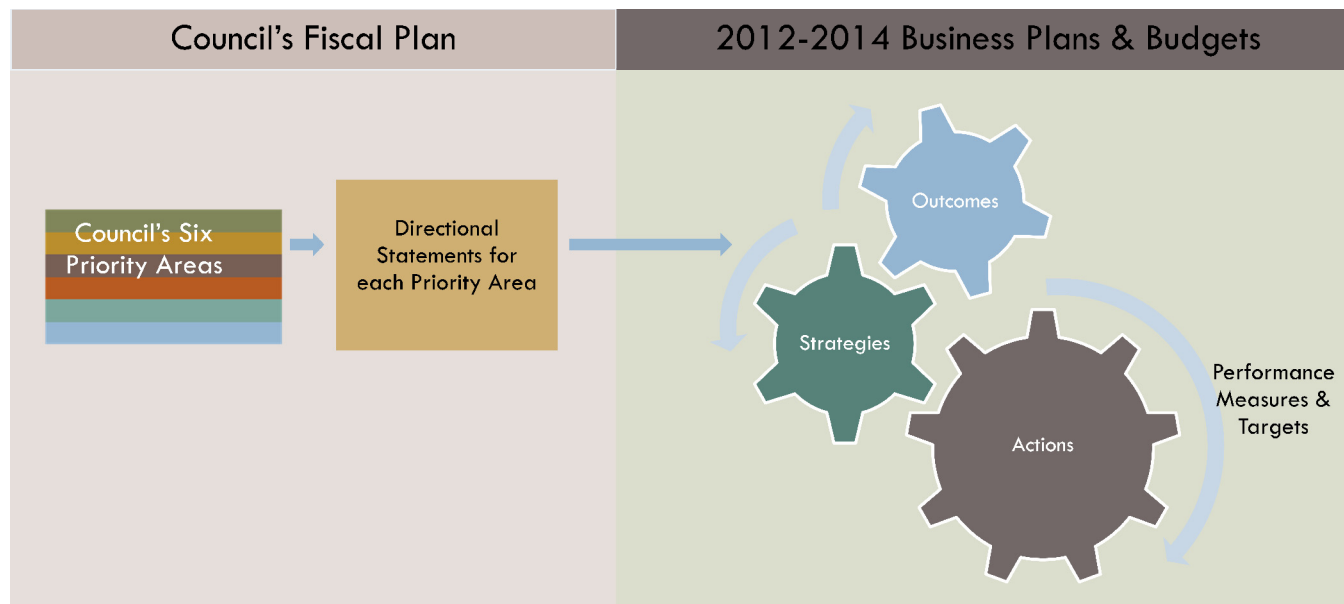 Council's Fiscal Plan
2012-2014 Business Plans & Budgets
Council's Six
Priority Areas
Directional
Statements for
each Priority Area
Outcomes
Strategies
Actions
Performance
Measures &
Targets